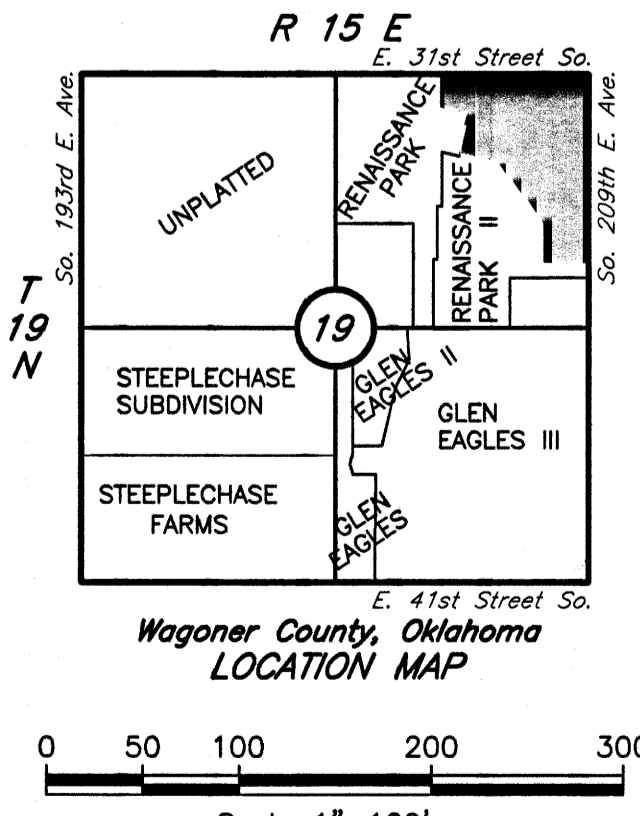 R 15 E
E. 31st Street So.
So. 193rd E. Ave.
So. 209th E. Ave.
UNPLATTED
RENAISSANCE
PARK
RENAISSANCE
PARK II
T
19
N
19
STEEPLECHASE
SUBDIVISION
GLEN
EAGLES II
GLEN
EAGLES III
STEEPLECHASE
FARMS
GLEN
EAGLES
E. 41st Street So.
Wagoner County, Oklahoma
LOCATION MAP
0 50 100 200 300